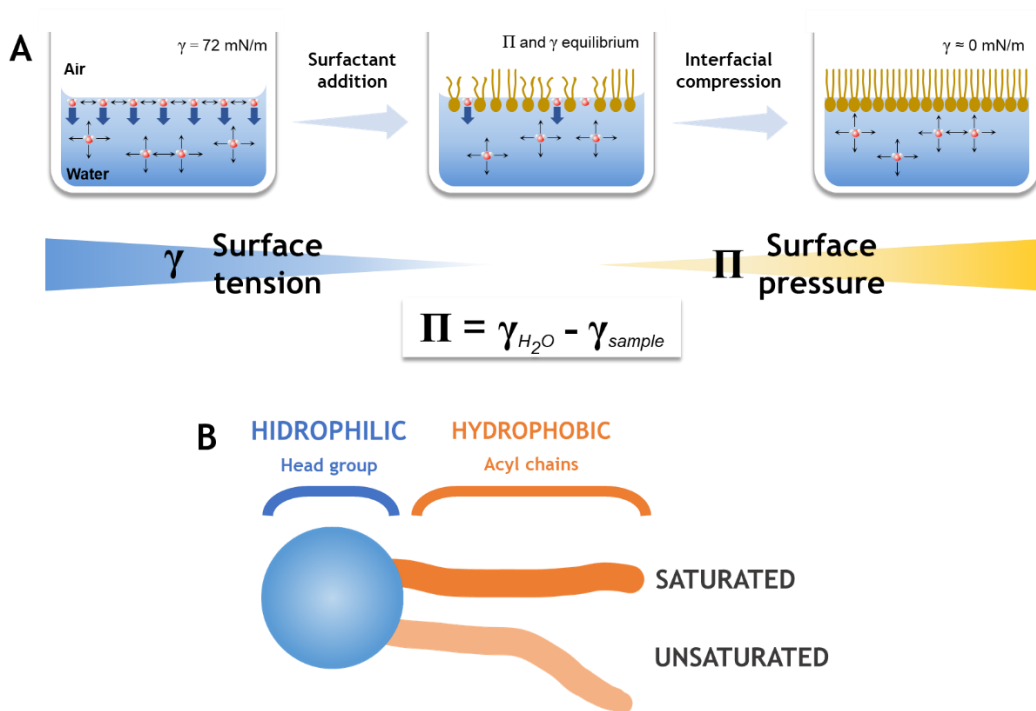 A
γ = 72 mN/m
Air
Water
Surfactant
addition
Π and γ equilibrium
Interfacial
compression
γ ≈ 0 mN/m
γ Surface
tension
Π Surface
pressure
Π = γH₂O - γsample
B
HIDROPHILIC
Head group
HYDROPHOBIC
Acyl chains
SATURATED
UNSATURATED